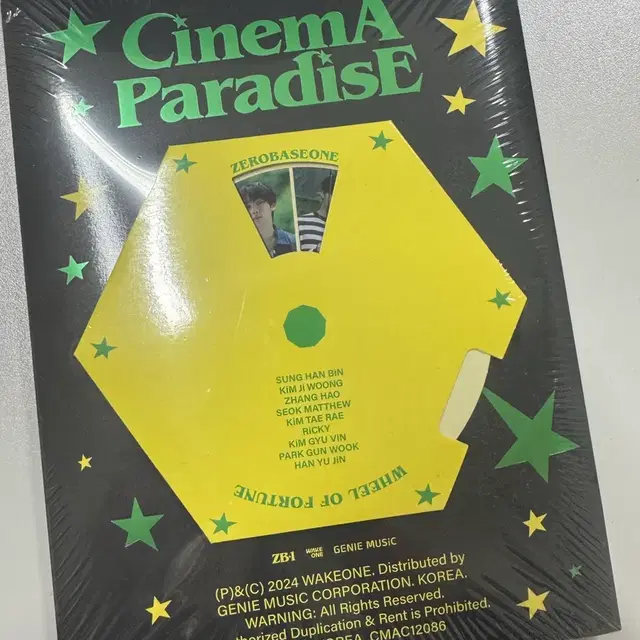 CinemA
ParadisE
ZEROBASEONE
SUNG HAN BIN
KIM JI WOONG
ZHANG HAO
SEOK MATTHEW
KIM TAE RAE
RICKY
KIM GYU VIN
PARK GUN WOOK
HAN YU JIN
WHEEL OF FORTUNE
ZB1 WAKE ONE GENIE MUSIC
(P)&(C) 2024 WAKEONE. Distributed by
GENIE MUSIC CORPORATION. KOREA.
WARNING: All Rights Reserved.
Duplication & Rent is Prohibited.
CMAC12086